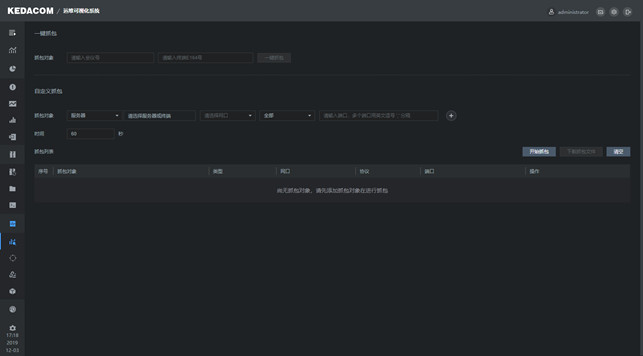 KEDACOM / 运维可视化系统
administrator
一键抓包
抓包对象
请输入会议号
请输入终端E164号
一键抓包
自定义抓包
抓包对象
服务器
请选择服务器或终端
请选择网口
全部
请输入端口，多个端口用英文逗号","分隔
时间
60
秒
抓包列表
开始抓包
下载抓包文件
清空
序号
抓包对象
类型
网口
协议
端口
操作
尚无抓包对象，请先添加抓包对象在进行抓包
17:18
2019
12-03